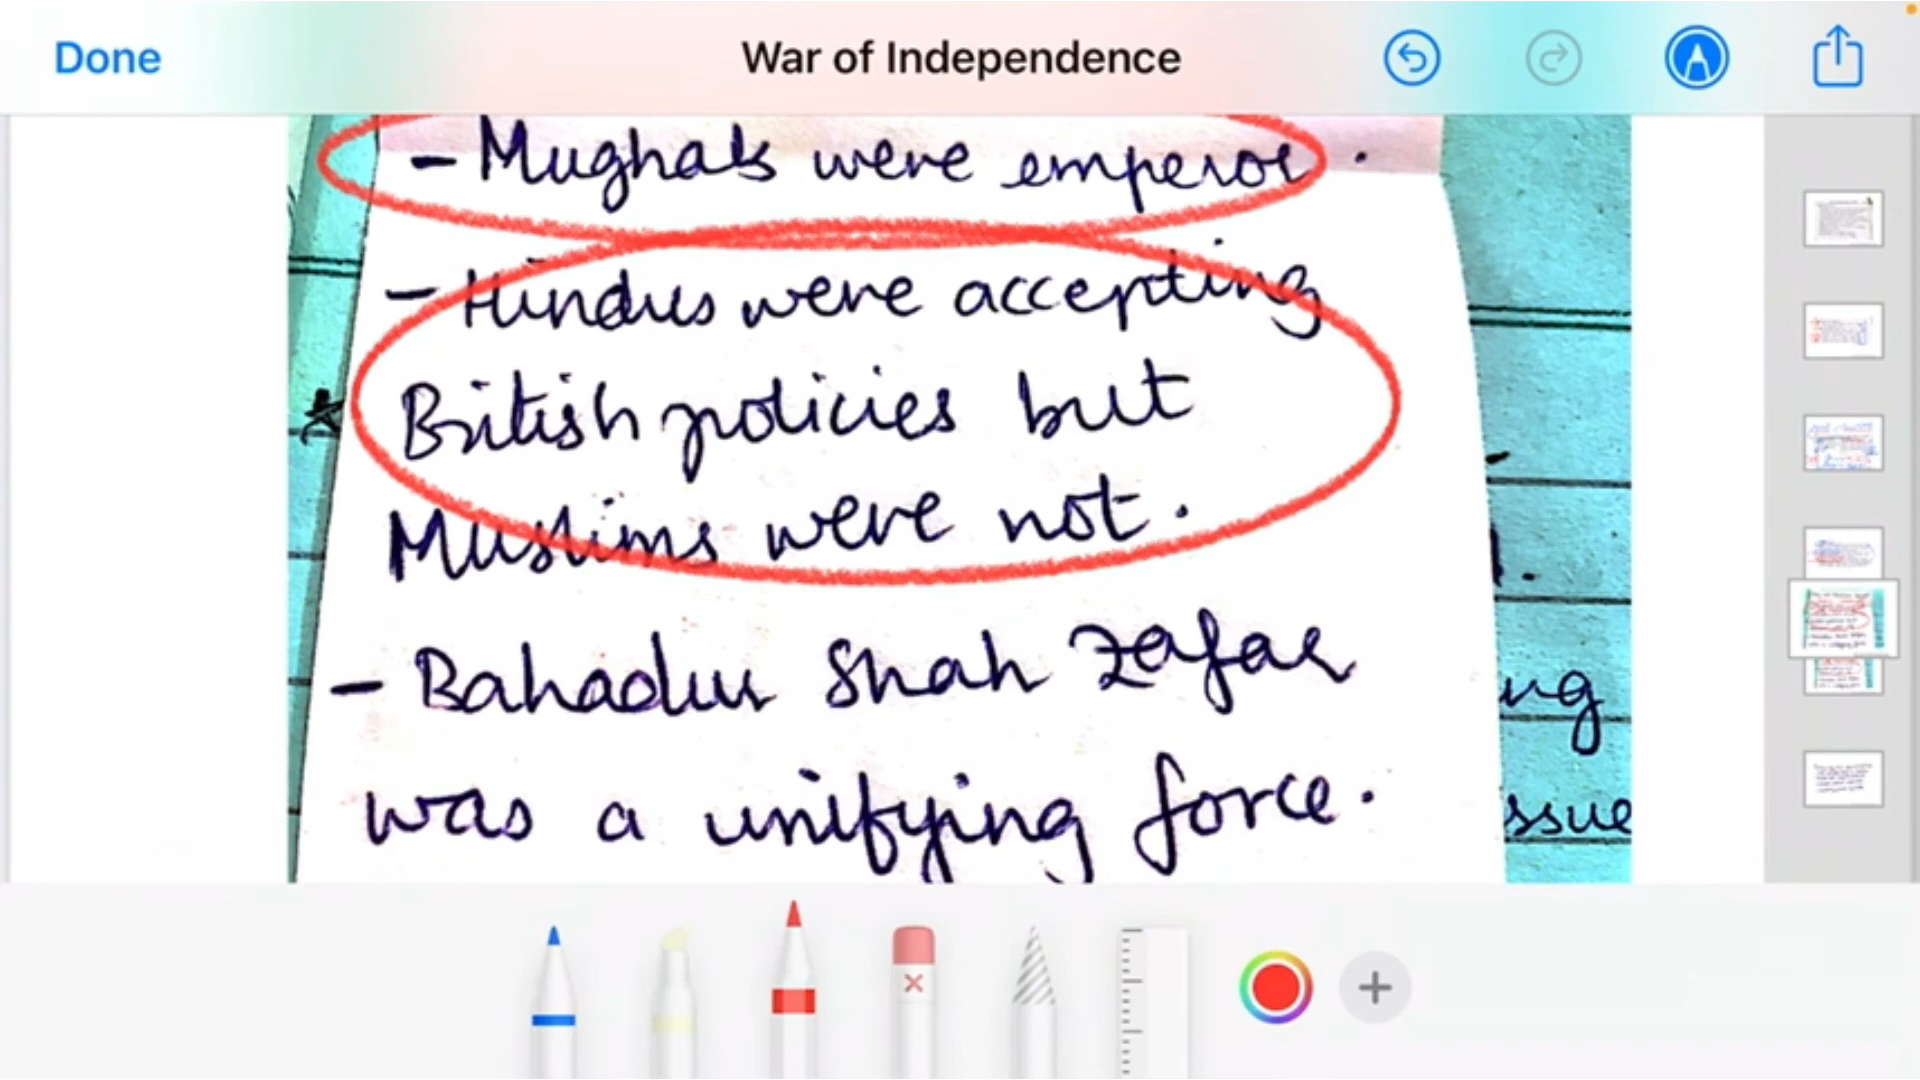 Done
War of Independence
- Mughals were emperor.
- Hindus were accepting
British policies but
Muslims were not.
- Bahadur Shah Zafar
was a unifying force.
ssue